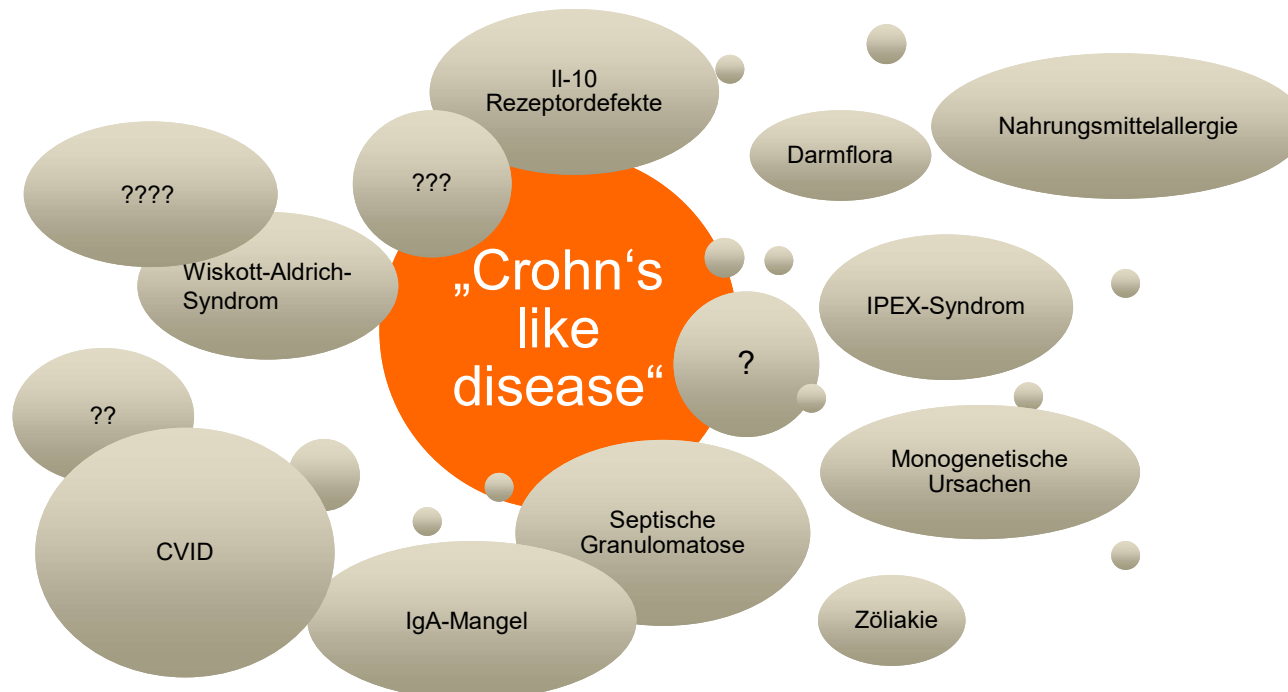 Il-10
Rezeptordefekte
Nahrungsmittelallergie
Darmflora
???
????
Wiskott-Aldrich-
Syndrom
„Crohn‘s
like
disease“
IPEX-Syndrom
?
??
Monogenetische
Ursachen
Septische
Granulomatose
CVID
IgA-Mangel
Zöliakie